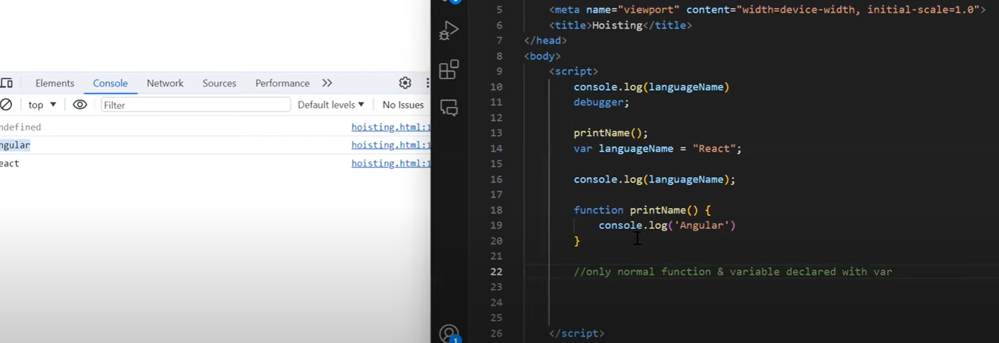 Elements Console Network Sources Performance
top Filter Default levels No Issues
ndefined hoisting.html:1
ngular hoisting.html:1
eact hoisting.html:1
5 <meta name="viewport" content="width=device-width, initial-scale=1.0">
6 <title>Hoisting</title>
7 </head>
8 <body>
9 <script>
10 console.log(languageName)
11 debugger;
12
13 printName();
14 var languageName = "React";
15
16 console.log(languageName);
17
18 function printName() {
19 console.log('Angular')
20 }
21
22 //only normal function & variable declared with var
23
24
25
26 </script>
1